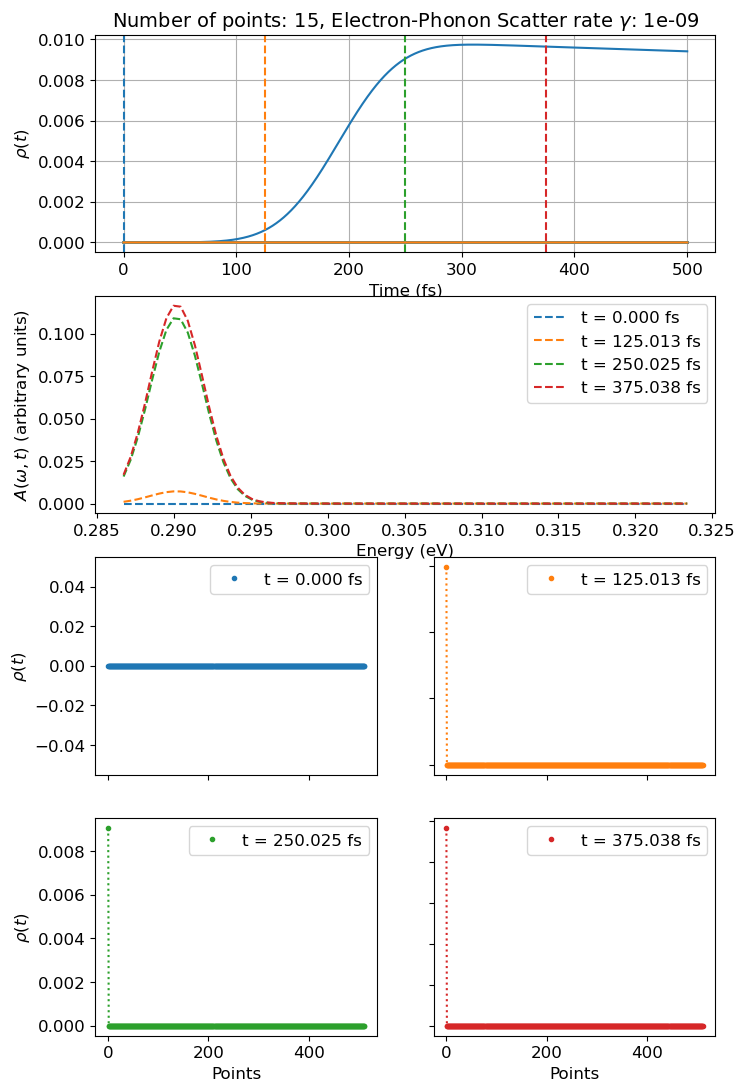 Number of points: 15, Electron-Phonon Scatter rate γ: 1e-09
0.010
0.008
0.006
0.004
0.002
0.000
ρ(t)
0 100 200 300 400 500
Time (fs)
0.100
0.075
0.050
0.025
0.000
A(ω, t) (arbitrary units)
t = 0.000 fs
t = 125.013 fs
t = 250.025 fs
t = 375.038 fs
0.285 0.290 0.295 0.300 0.305 0.310 0.315 0.320 0.325
Energy (eV)
0.04
0.02
0.00
−0.02
−0.04
ρ(t)
t = 0.000 fs
t = 125.013 fs
0.008
0.006
0.004
0.002
0.000
ρ(t)
t = 250.025 fs
0 200 400
Points
t = 375.038 fs
0 200 400
Points